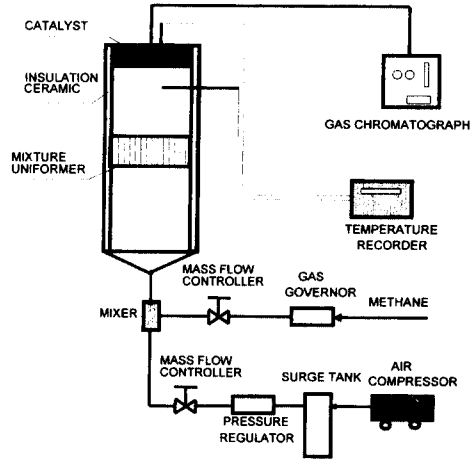 CATALYST
INSULATION
CERAMIC
MIXTURE
UNIFORMER
GAS CHROMATOGRAPH
TEMPERATURE
RECORDER
MASS FLOW
CONTROLLER
GAS
GOVERNOR
METHANE
MIXER
MASS FLOW
CONTROLLER
SURGE TANK
AIR
COMPRESSOR
PRESSURE
REGULATOR